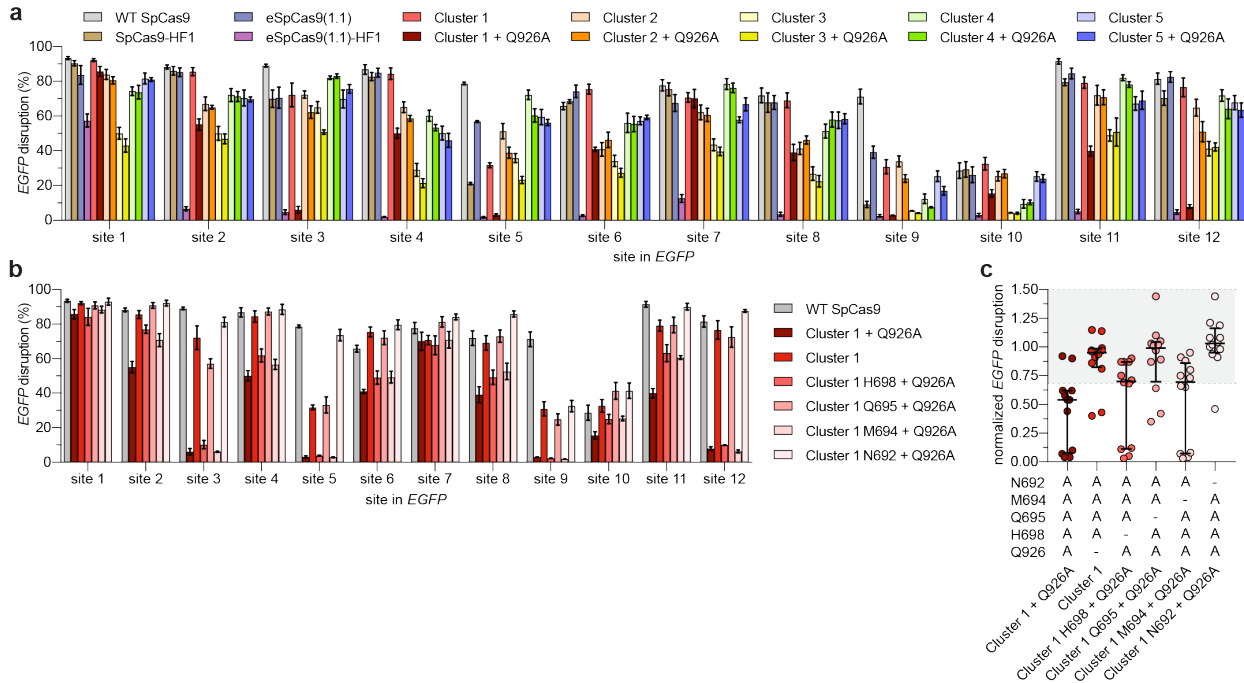 a
WT SpCas9 eSpCas9(1.1) Cluster 1 Cluster 2 Cluster 3 Cluster 4 Cluster 5
SpCas9-HF1 eSpCas9(1.1)-HF1 Cluster 1 + Q926A Cluster 2 + Q926A Cluster 3 + Q926A Cluster 4 + Q926A Cluster 5 + Q926A
EGFP disruption (%)
100
80
60
40
20
0
site 1 site 2 site 3 site 4 site 5 site 6 site 7 site 8 site 9 site 10 site 11 site 12
site in EGFP
b
EGFP disruption (%)
100
80
60
40
20
0
site 1 site 2 site 3 site 4 site 5 site 6 site 7 site 8 site 9 site 10 site 11 site 12
site in EGFP
WT SpCas9
Cluster 1 + Q926A
Cluster 1
Cluster 1 H698 + Q926A
Cluster 1 Q695 + Q926A
Cluster 1 M694 + Q926A
Cluster 1 N692 + Q926A
c
normalized EGFP disruption
1.50
1.25
1.00
0.75
0.50
0.25
0.00
N692 A A A A A -
M694 A A A A - A
Q695 A A A - A A
H698 A A - A A A
Q926 A - A A A A
Cluster 1 + Q926A
Cluster 1
Cluster 1 H698 + Q926A
Cluster 1 Q695 + Q926A
Cluster 1 M694 + Q926A
Cluster 1 N692 + Q926A